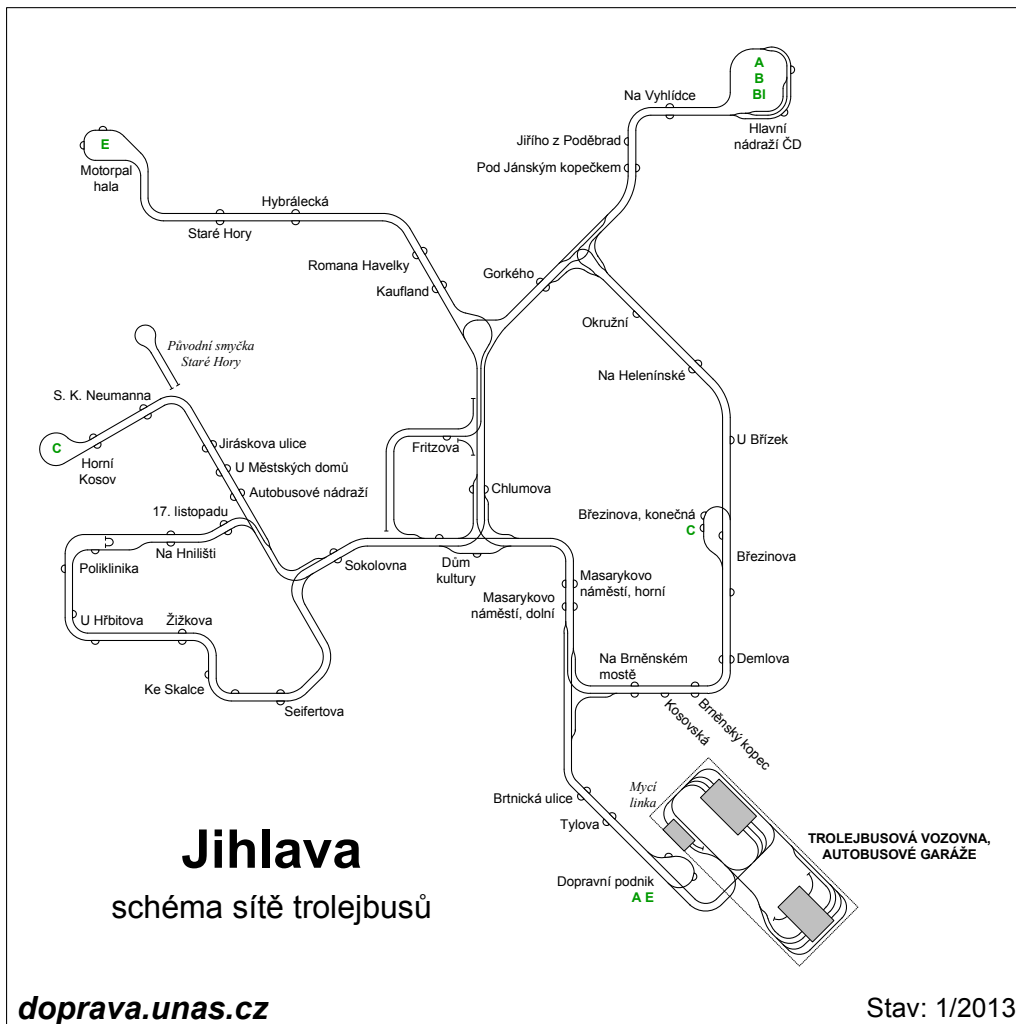 A
B
BI
Hlavní
nádraží ČD
Na Vyhlídce
Jiřího z Poděbrad
Pod Jánským kopečkem
E
Motorpal
hala
Hybrálecká
Staré Hory
Romana Havelky
Kaufland
Gorkého
Okružní
Na Helenínské
Původní smyčka
Staré Hory
S. K. Neumanna
C
Horní
Kosov
Jiráskova ulice
U Městských domů
Autobusové nádraží
17. listopadu
Na Hnilišti
Poliklinika
U Hřbitova
Žižkova
Ke Skalce
Seifertova
Sokolovna
Fritzova
Chlumova
Dům
kultury
U Břízek
Březinova, konečná
C
Březinova
Masarykovo
náměstí, horní
Masarykovo
náměstí, dolní
Na Brněnském
mostě
Demlova
Kosovská
Brněnský kopec
Brtnická ulice
Tylova
Mycí
linka
TROLEJBUSOVÁ VOZOVNA,
AUTOBUSOVÉ GARÁŽE
Dopravní podnik
A E
Jihlava
schéma sítě trolejbusů
doprava.unas.cz
Stav: 1/2013